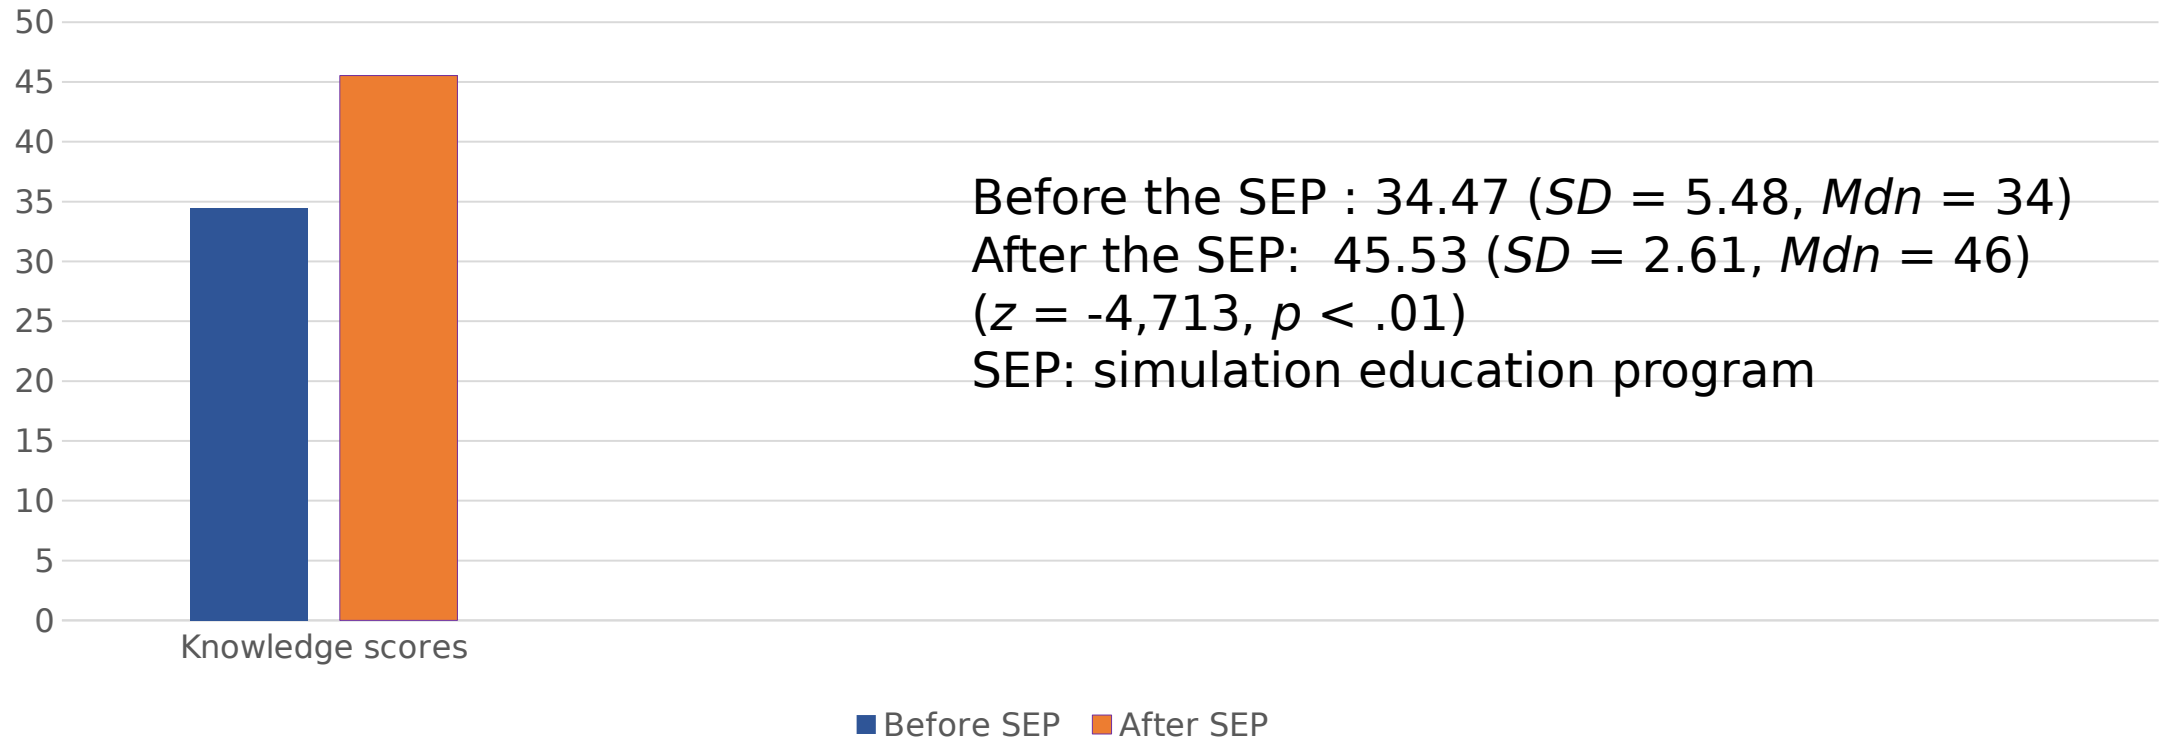 50
45
40
35
30
25
20
15
10
5
0
Before the SEP : 34.47 (SD = 5.48, Mdn = 34)
After the SEP:  45.53 (SD = 2.61, Mdn = 46)
(z = -4,713, p < .01)
SEP: simulation education program
Knowledge scores
Before SEP After SEP